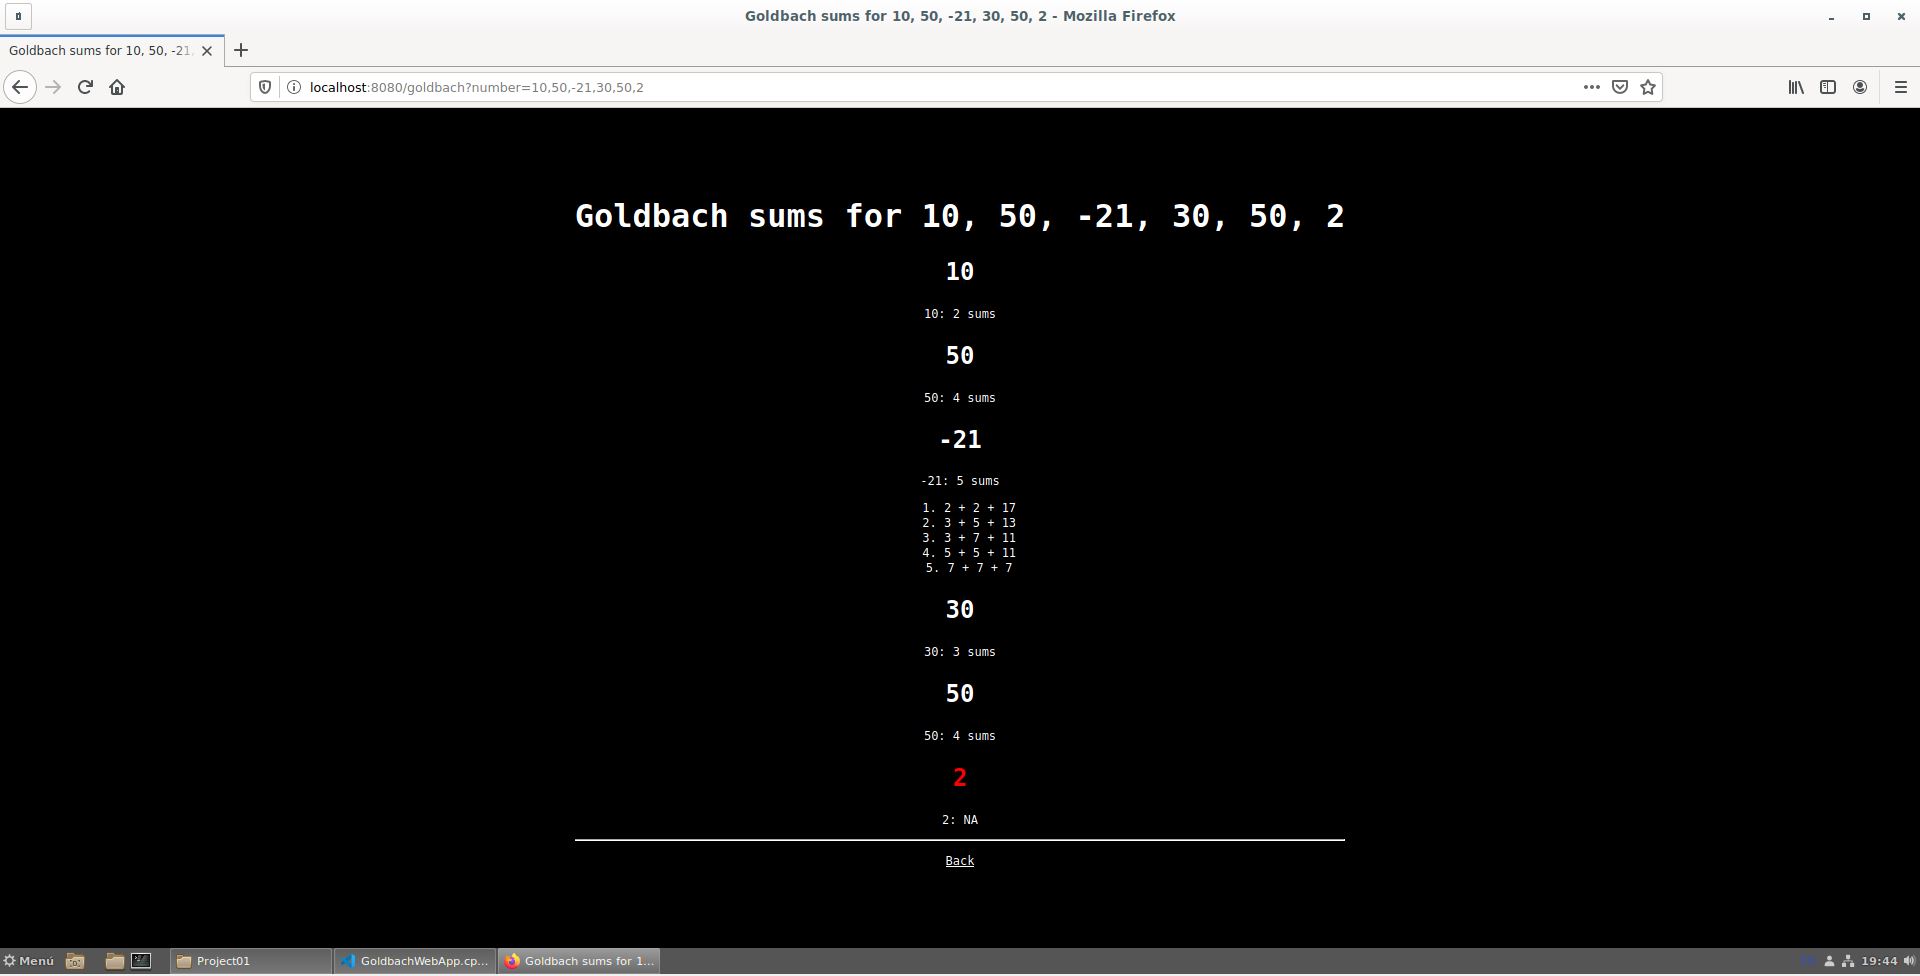 Goldbach sums for 10, 50, -21, 30, 50, 2 - Mozilla Firefox
Goldbach sums for 10, 50, -21,
localhost:8080/goldbach?number=10,50,-21,30,50,2
Goldbach sums for 10, 50, -21, 30, 50, 2
10
10: 2 sums
50
50: 4 sums
-21
-21: 5 sums
1. 2 + 2 + 17
2. 3 + 5 + 13
3. 3 + 7 + 11
4. 5 + 5 + 11
5. 7 + 7 + 7
30
30: 3 sums
50
50: 4 sums
2
2: NA
Back
Menú Project01 GoldbachWebApp.cp... Goldbach sums for 1... 19:44